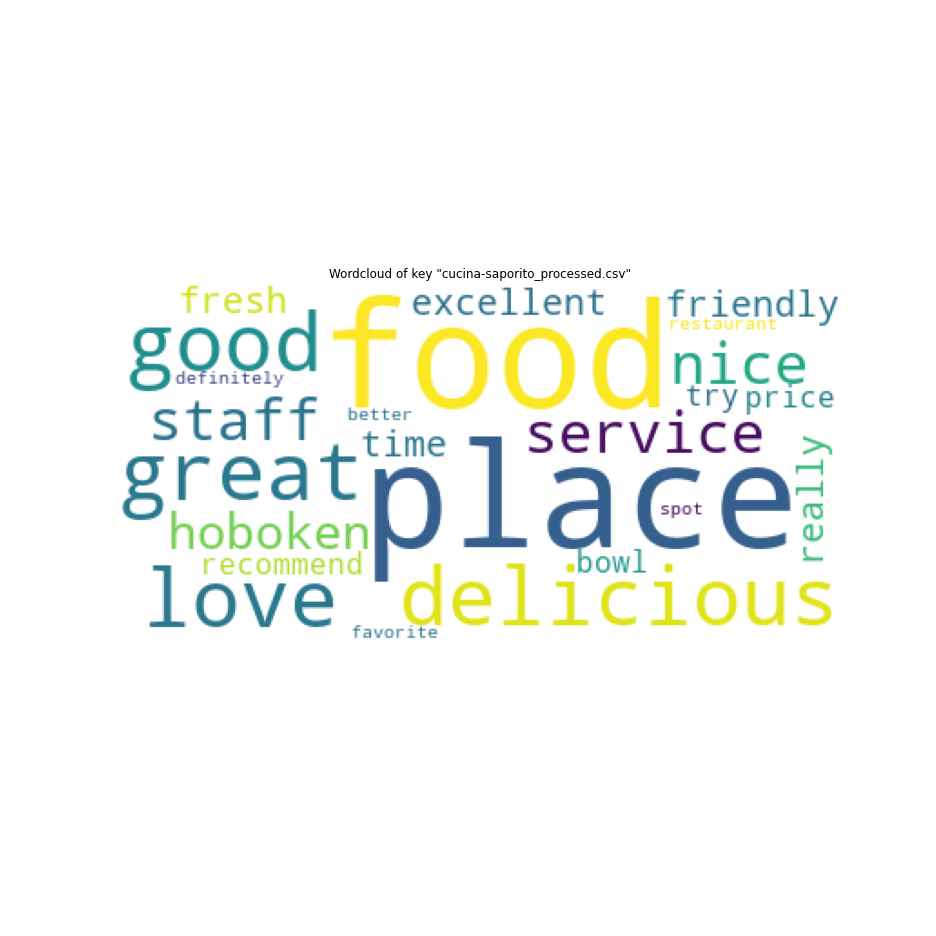 Wordcloud of key "cucina-saporito_processed.csv"
fresh
excellent
friendly
food
good
restaurant
nice
definitely
try
price
staff
better
service
time
great
place
really
spot
hoboken
recommend
bowl
love
delicious
favorite